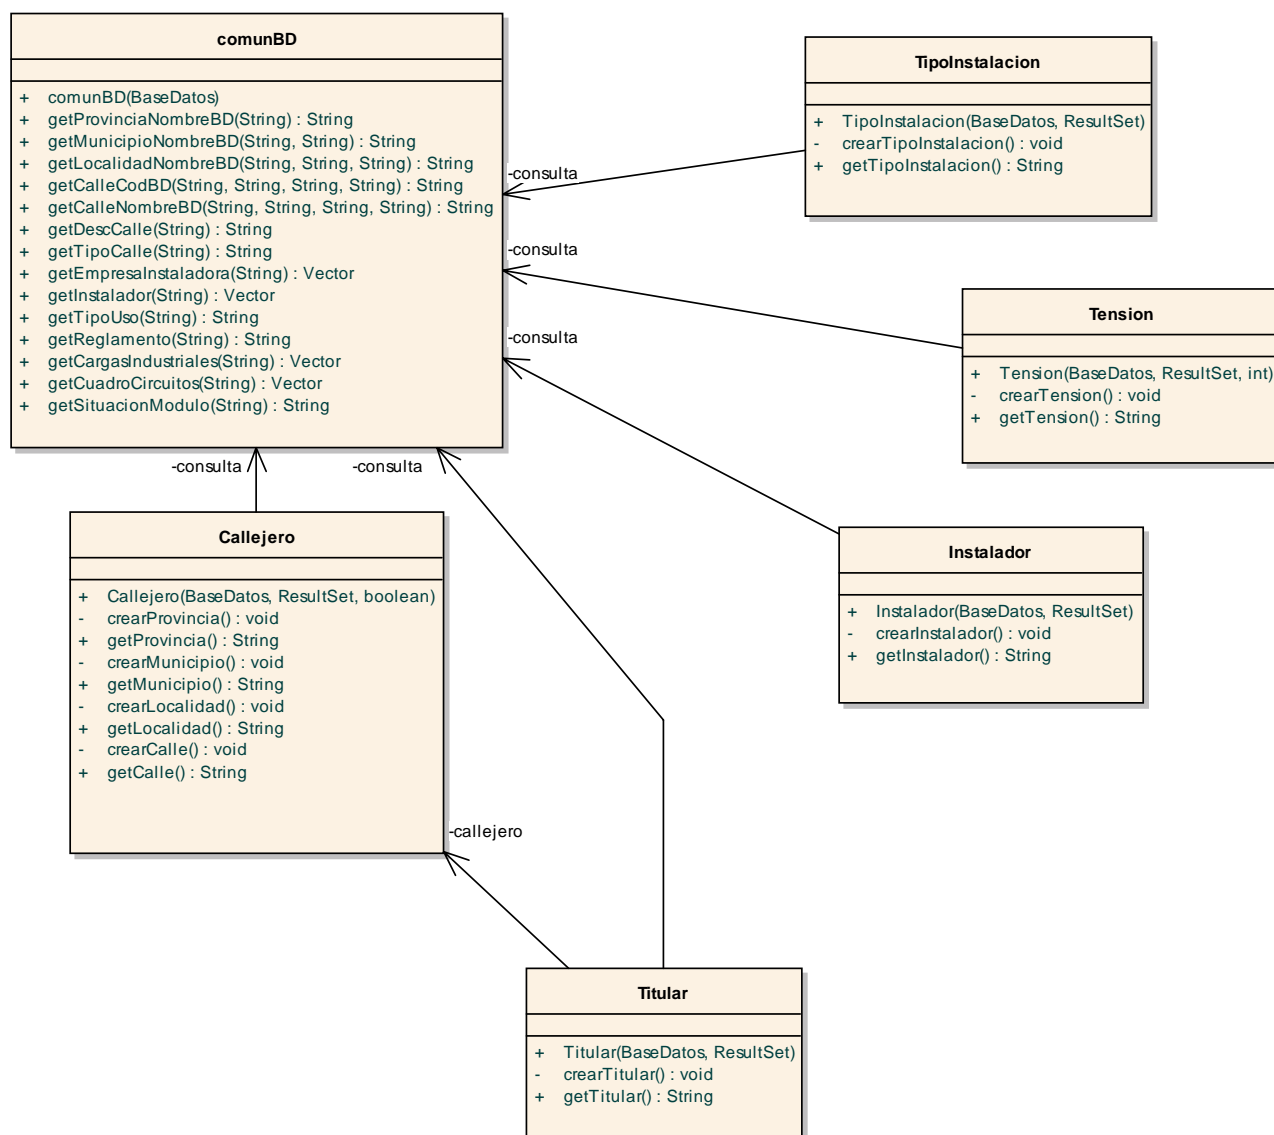 comunBD
+ comunBD(BaseDatos)
+ getProvinciaNombreBD(String) : String
+ getMunicipioNombreBD(String, String) : String
+ getLocalidadNombreBD(String, String, String) : String
+ getCalleCodBD(String, String, String, String) : String
+ getCalleNombreBD(String, String, String, String) : String
+ getDescCalle(String) : String
+ getTipoCalle(String) : String
+ getEmpresaInstaladora(String) : Vector
+ getInstalador(String) : Vector
+ getTipoUso(String) : String
+ getReglamento(String) : String
+ getCargasIndustriales(String) : Vector
+ getCuadroCircuitos(String) : Vector
+ getSituacionModulo(String) : String
TipoInstalacion
+ TipoInstalacion(BaseDatos, ResultSet)
- crearTipoInstalacion() : void
+ getTipoInstalacion() : String
-consulta
-consulta
-consulta
Tension
+ Tension(BaseDatos, ResultSet, int)
- crearTension() : void
+ getTension() : String
-consulta
-consulta
Callejero
+ Callejero(BaseDatos, ResultSet, boolean)
- crearProvincia() : void
+ getProvincia() : String
- crearMunicipio() : void
+ getMunicipio() : String
- crearLocalidad() : void
+ getLocalidad() : String
- crearCalle() : void
+ getCalle() : String
Instalador
+ Instalador(BaseDatos, ResultSet)
- crearInstalador() : void
+ getInstalador() : String
-callejero
Titular
+ Titular(BaseDatos, ResultSet)
- crearTitular() : void
+ getTitular() : String